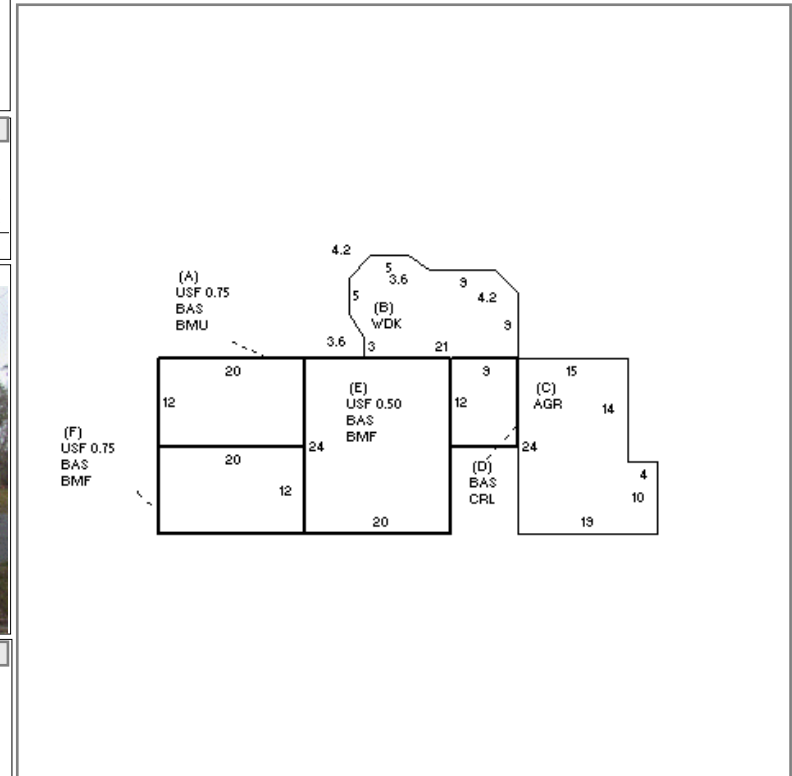 4.2
(A)
USF 0.75
BAS
BMU
5
3.6
5
9
4.2
(B)
WDK
9
3.6
3
21
20
9
15
12
(E)
USF 0.50
BAS
BMF
12
(C)
AGR
14
(F)
USF 0.75
BAS
BMF
24
24
20
12
(D)
BAS
CRL
4
10
20
19